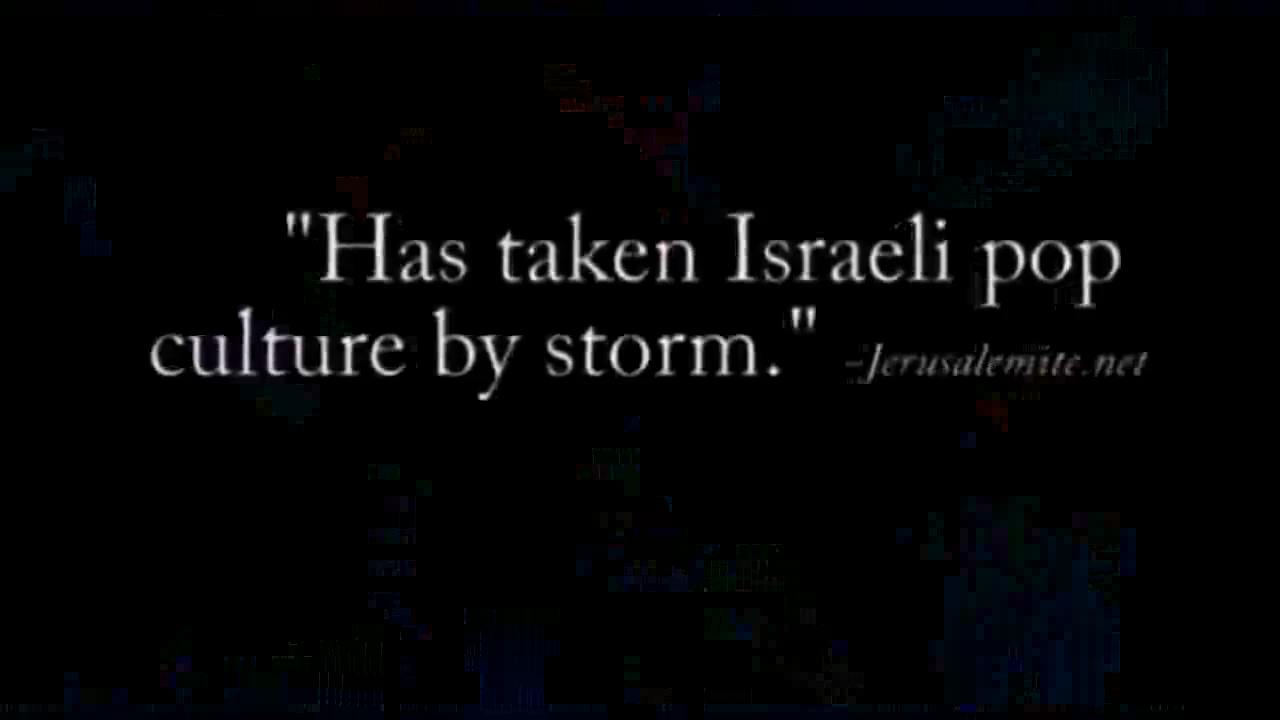 "Has taken Israeli pop
culture by storm." -Jerusalemite.net